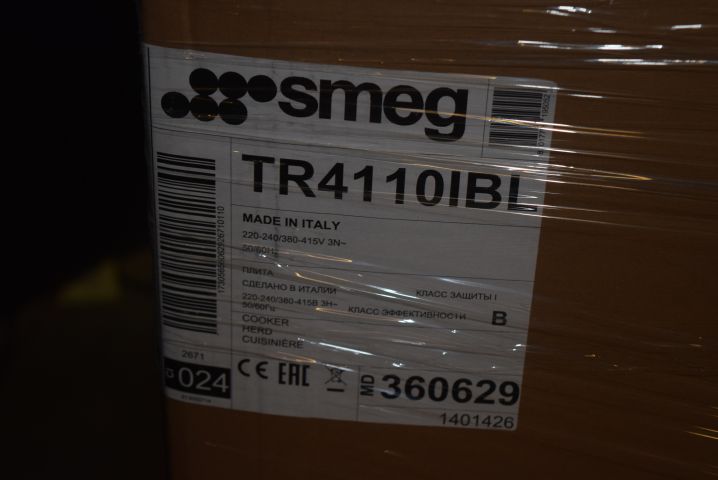 smeg
TR4110IBL
MADE IN ITALY
220-240/380-415V 3N~
50/60Hz
ПЛИТА
СДЕЛАНО В ИТАЛИИ
КЛАСС ЗАЩИТЫ I
220-240/380-415В 3Н~
50/60Гц
КЛАСС ЭФФЕКТИВНОСТИ B
COOKER
HERD
CUISINIÈRE
2671
024
CE EAC
MD 360629
1401426